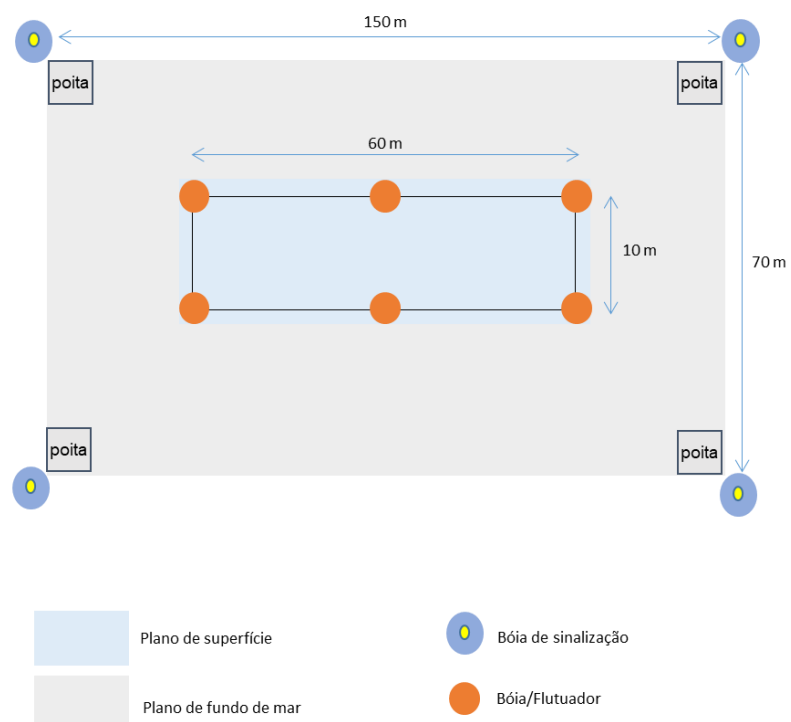 150 m
poita
poita
60 m
10 m
70 m
poita
poita
Plano de superfície
Bóia de sinalização
Plano de fundo de mar
Bóia/Flutuador